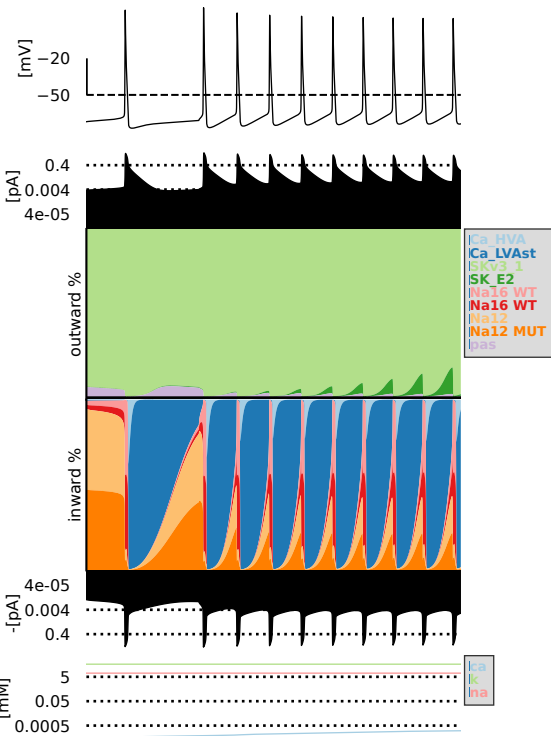 [mV]
−20
−50
[pA]
0.4
0.004
4e-05
outward %
Ca_HVA
Ca_LVAst
SKv3_1
SK_E2
Na16 WT
Na16 WT
Na12
Na12 MUT
pas
inward %
-[pA]
4e-05
0.004
0.4
[mM]
5
0.05
0.0005
ca
k
na